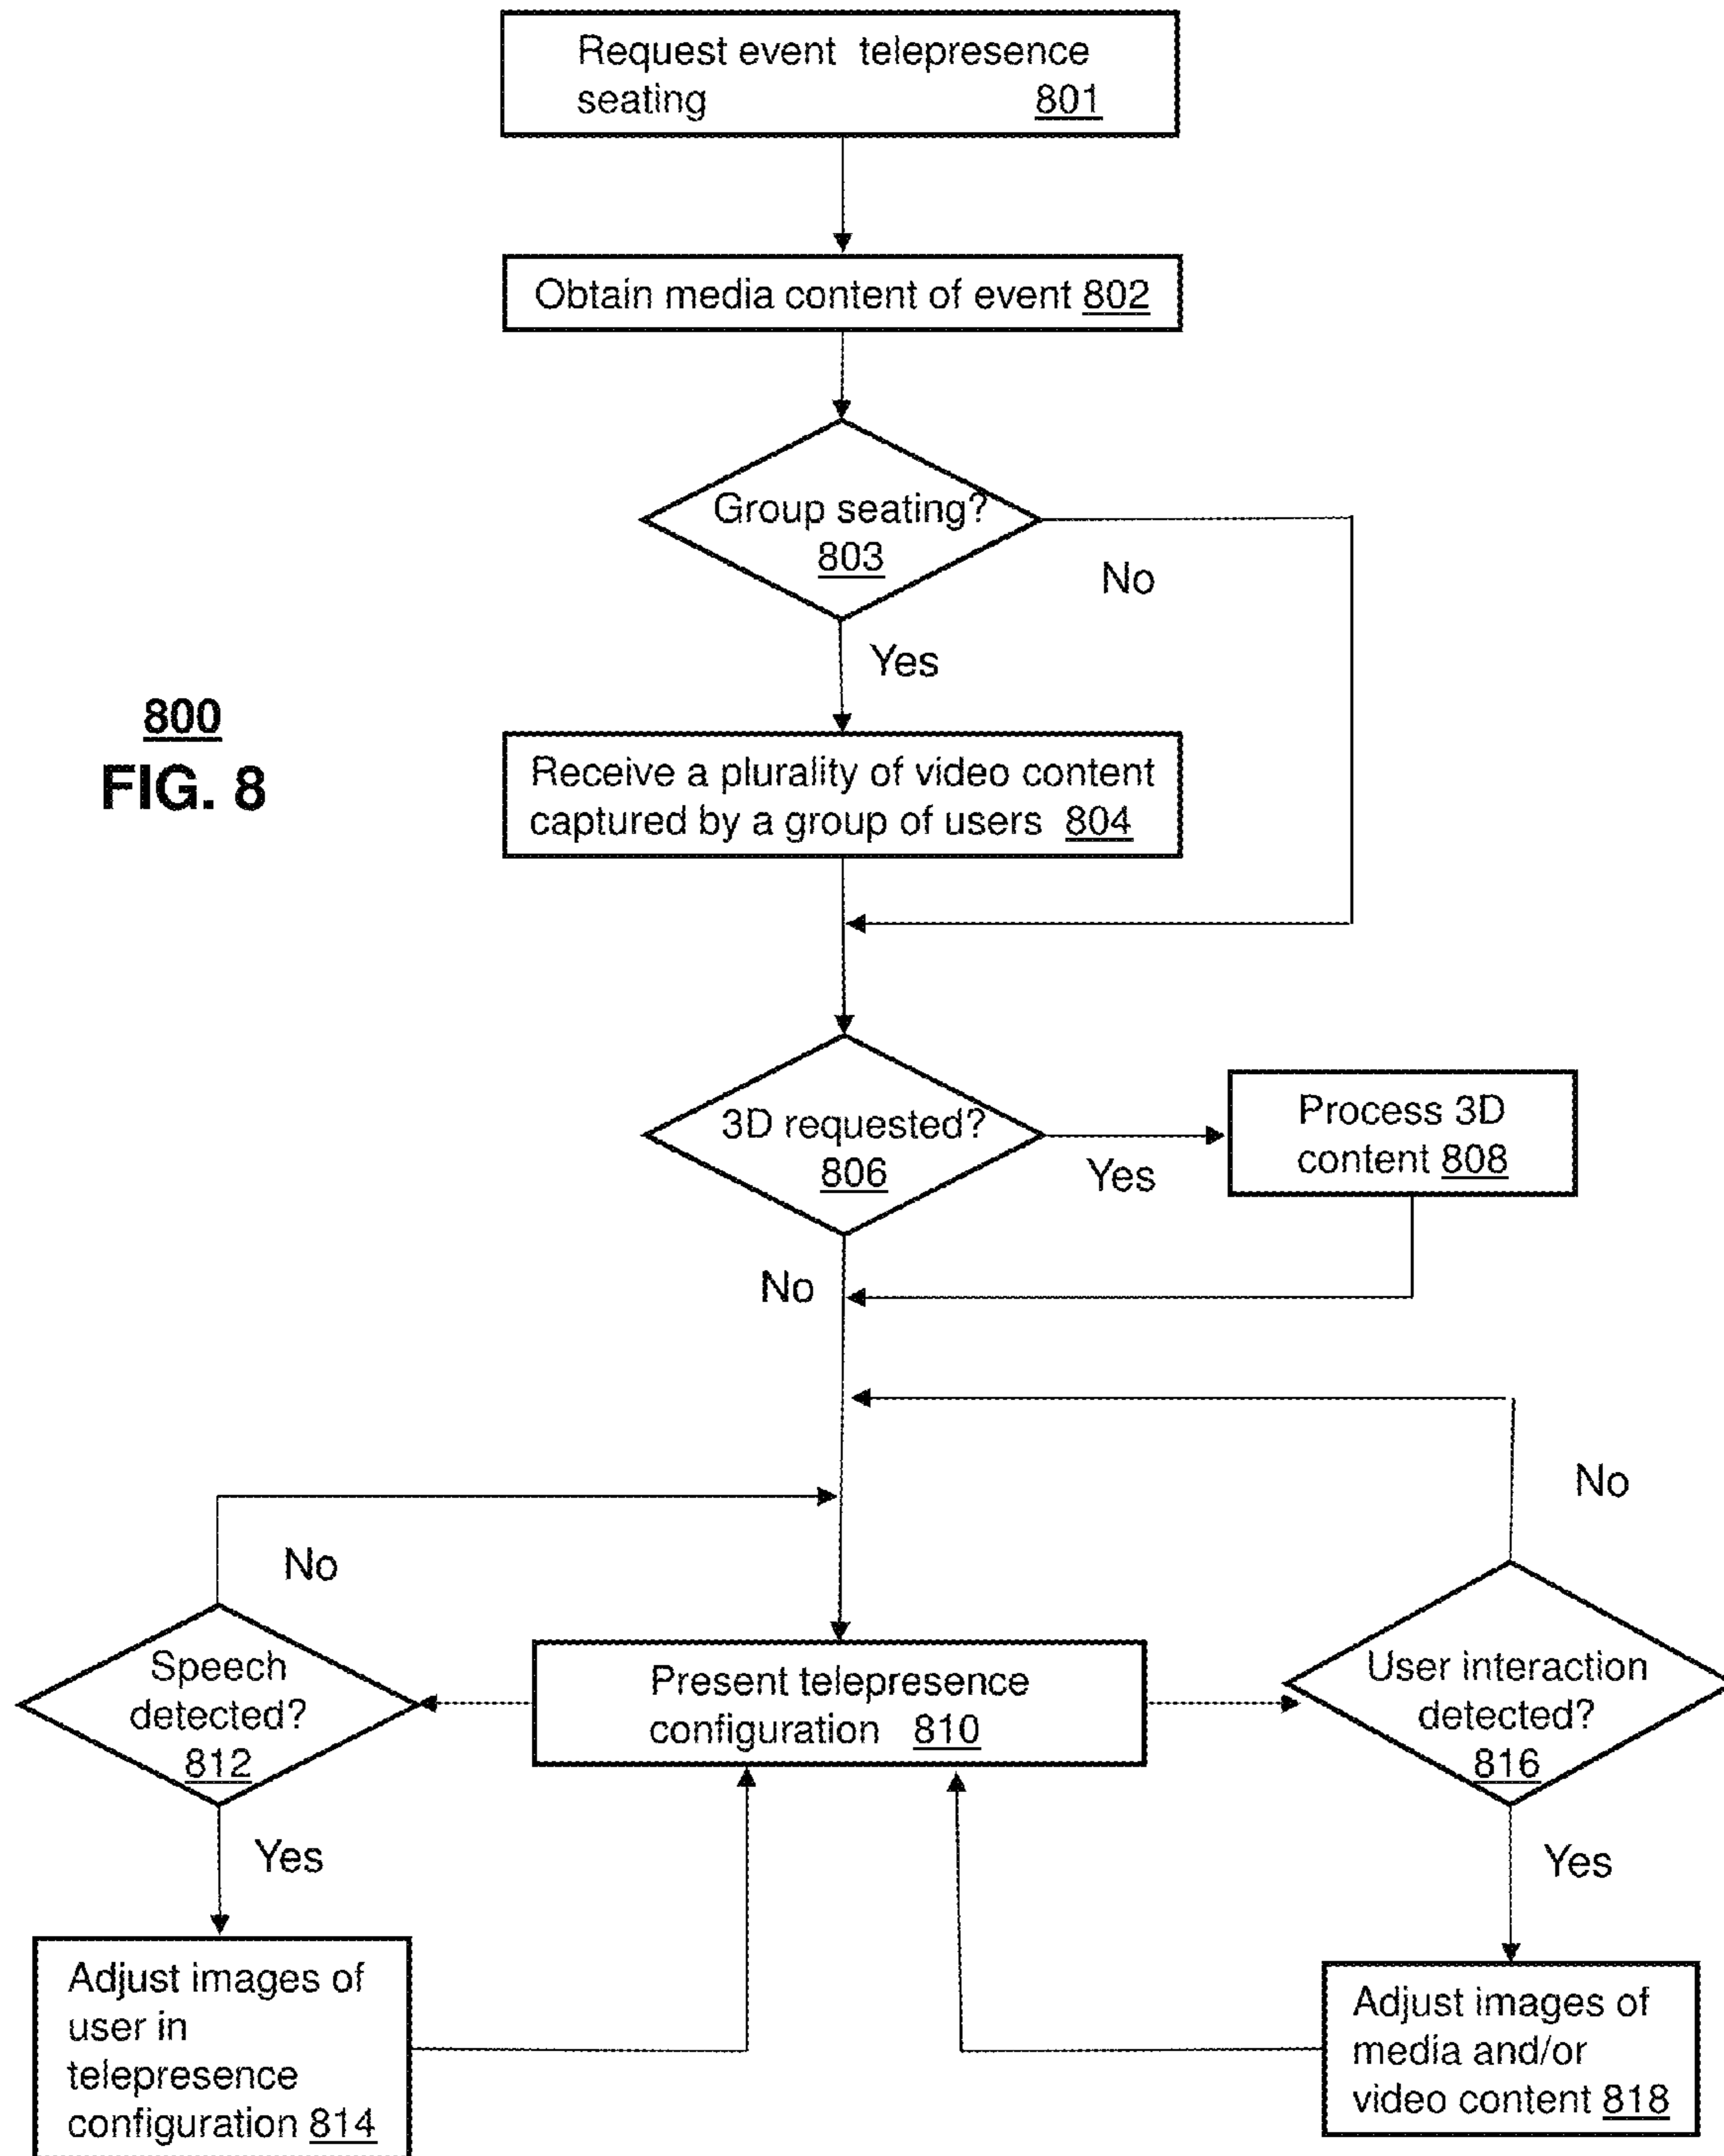 Request event telepresence
seating 801
Obtain media content of event 802
Group seating?
803
No
Yes
800
FIG. 8
Receive a plurality of video content
captured by a group of users 804
3D requested?
806
Yes
Process 3D
content 808
No
No
No
Speech
detected?
812
Present telepresence
configuration 810
User interaction
detected?
816
Yes
Yes
Adjust images of
user in
telepresence
configuration 814
Adjust images of
media and/or
video content 818